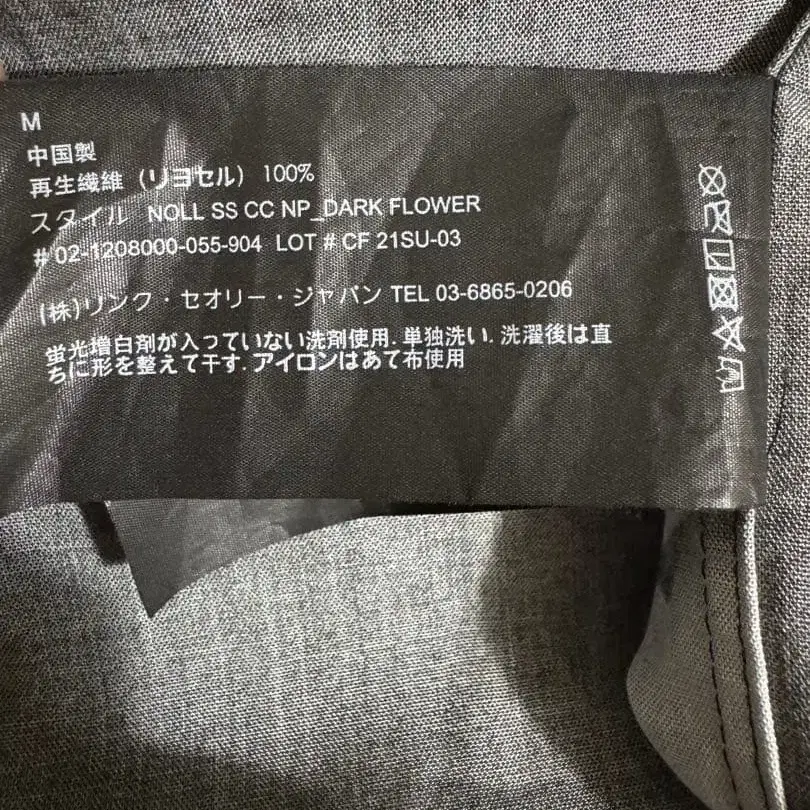 M
中国製
再生繊維 (リヨセル) 100%
スタイル NOLL SS CC NP_DARK FLOWER
# 02-1208000-055-904 LOT # CF 21SU-03
(株)リンク・セオリー・ジャパン TEL 03-6865-0206
蛍光増白剤が入っていない洗剤使用. 単独洗い. 洗濯後は直
ちに形を整えて干す. アイロンはあて布使用